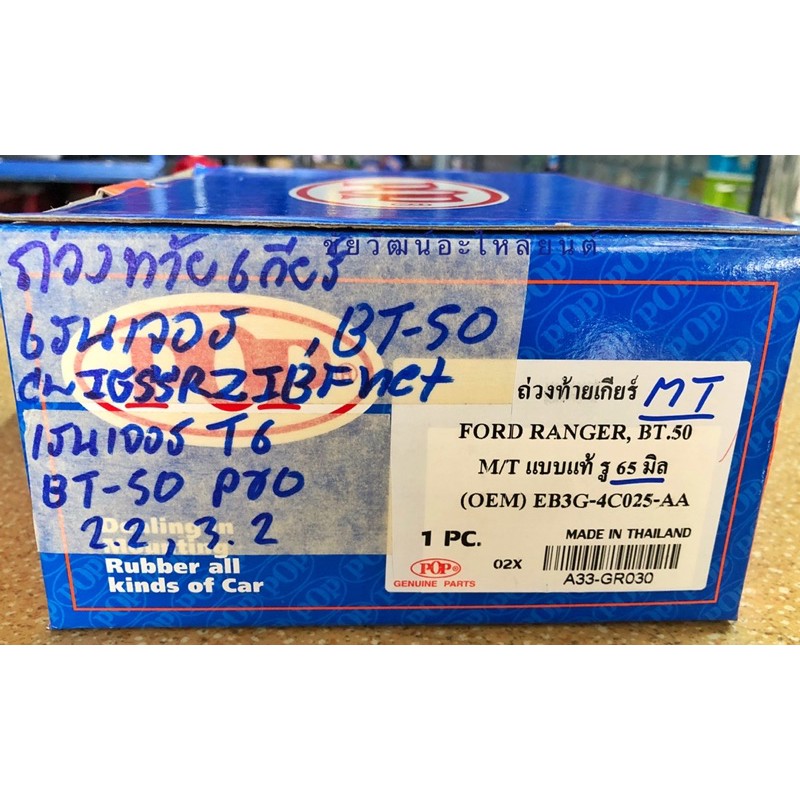 ชัยวัฒน์อะไหล่ยนต์
ถ่วงท้ายเกียร์
เรนเจอร์ , BT-50
เรนเจอร์ T6
BT-50 pro
2.2, 3.2
Rubber all
kinds of Car
ถ่วงท้ายเกียร์ MT
FORD RANGER, BT.50
M/T แบบแท้ รู 65 มิล
(OEM) EB3G-4C025-AA
1 PC.
MADE IN THAILAND
POP
GENUINE PARTS
02X
A33-GR030